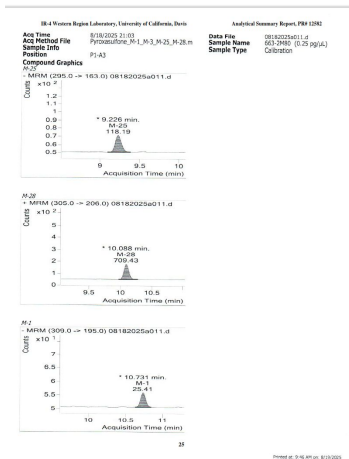 IR-4 Western Region Laboratory, University of California, Davis
Analytical Summary Report, PR# 12582
Acq Time 8/18/2025 21:03
Acq Method File Pyroxasulfone_M-1_M-3_M-25_M-28.m
Sample Info
Position P1-A3
Data File 08182025a011.d
Sample Name 663-2M80 (0.25 pg/μL)
Sample Type Calibration
Compound Graphics
M-25
- MRM (295.0 -> 163.0) 08182025a011.d
Counts
x10 2
1.2
1.1
1
0.9
0.8
0.7
0.6
0.5
* 9.226 min.
M-25
118.19
9 9.5 10
Acquisition Time (min)
M-28
+ MRM (305.0 -> 206.0) 08182025a011.d
Counts
x10 2
5
4
3
2
1
0
* 10.088 min.
M-28
709.43
9.5 10 10.5
Acquisition Time (min)
M-1
- MRM (309.0 -> 195.0) 08182025a011.d
Counts
x10 1
7
6.5
6
5.5
5
* 10.731 min.
M-1
25.41
10 10.5 11
Acquisition Time (min)
25
Printed at: 9:46 AM on: 8/19/2025